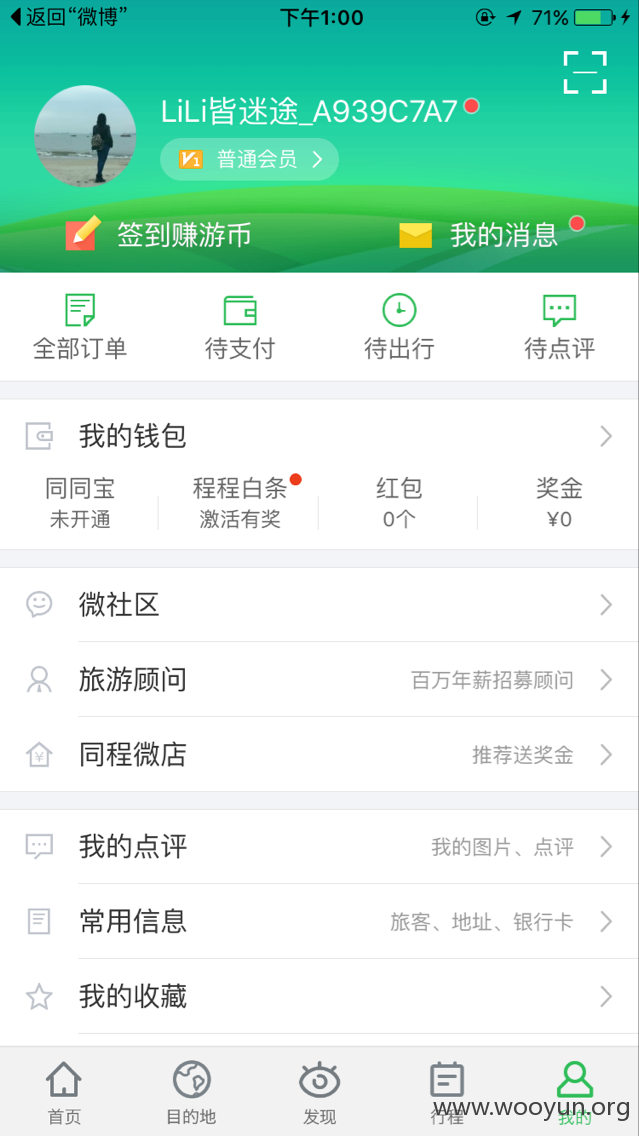 返回“微博” 下午1:00 71%
LiLi皆迷途_A939C7A7
V1 普通会员
签到赚游币 我的消息
全部订单 待支付 待出行 待点评
我的钱包
同同宝 程程白条 红包 奖金
未开通 激活有奖 0个 ¥0
微社区
旅游顾问 百万年薪招募顾问
同程微店 推荐送奖金
我的点评 我的图片、点评
常用信息 旅客、地址、银行卡
我的收藏
首页 目的地 发现 行程 我的
www.wooyun.org